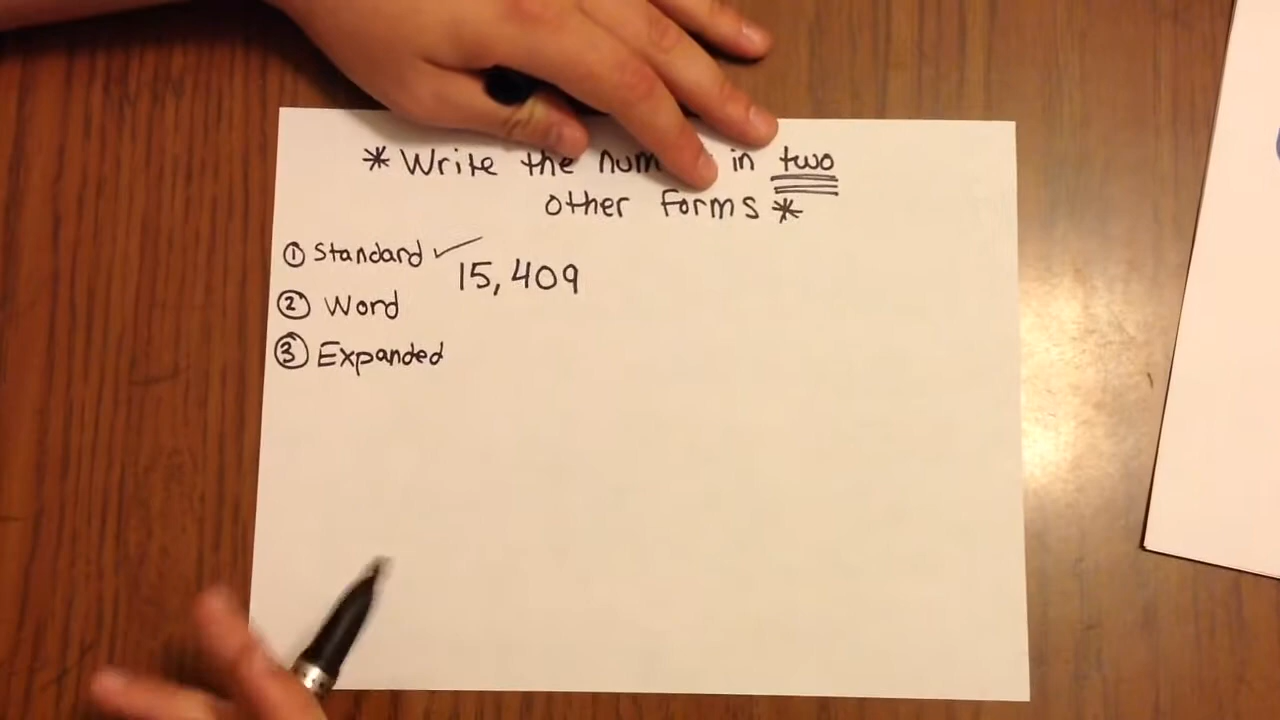 * Write the in two
other forms *
① Standard ✓
15,409
② Word
③ Expanded